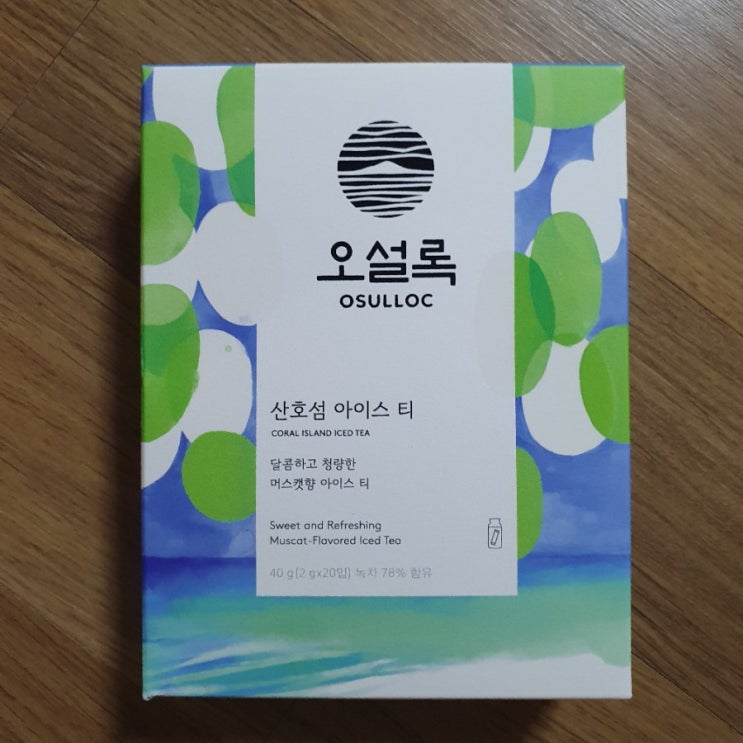 오설록
OSULLOC
산호섬 아이스 티
CORAL ISLAND ICED TEA
달콤하고 청량한
머스캣향 아이스 티
Sweet and Refreshing
Muscat-Flavored Iced Tea
40 g(2 gx20입) 녹차 78% 함유